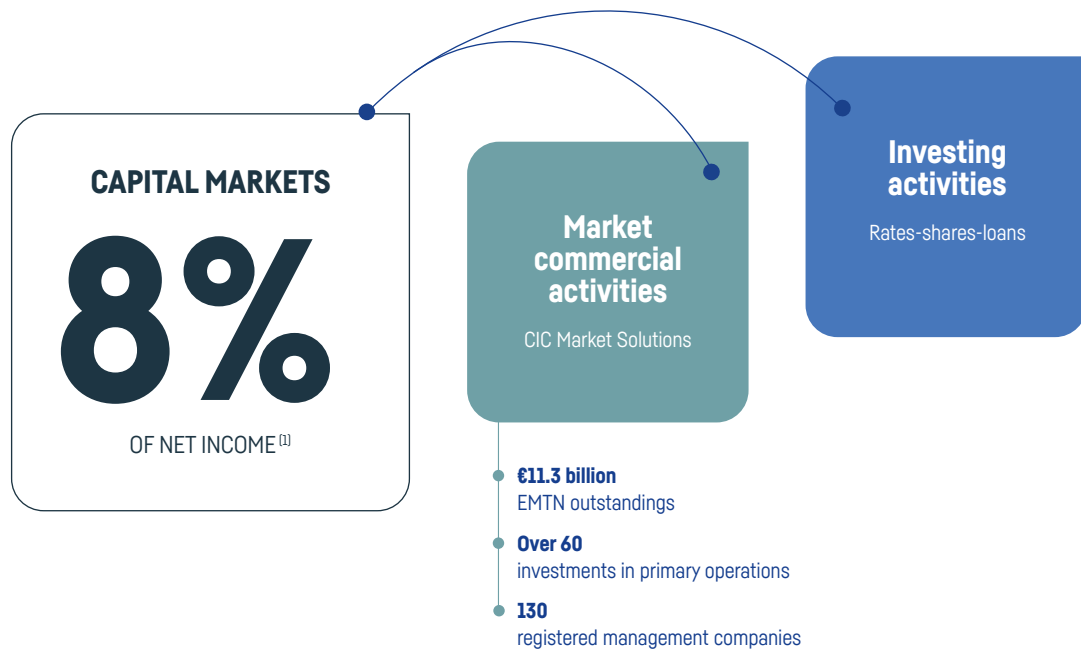 CAPITAL MARKETS
8%
OF NET INCOME [1]
Market
commercial
activities
CIC Market Solutions
€11.3 billion
EMTN outstandings
Over 60
investments in primary operations
130
registered management companies
Investing
activities
Rates-shares-loans